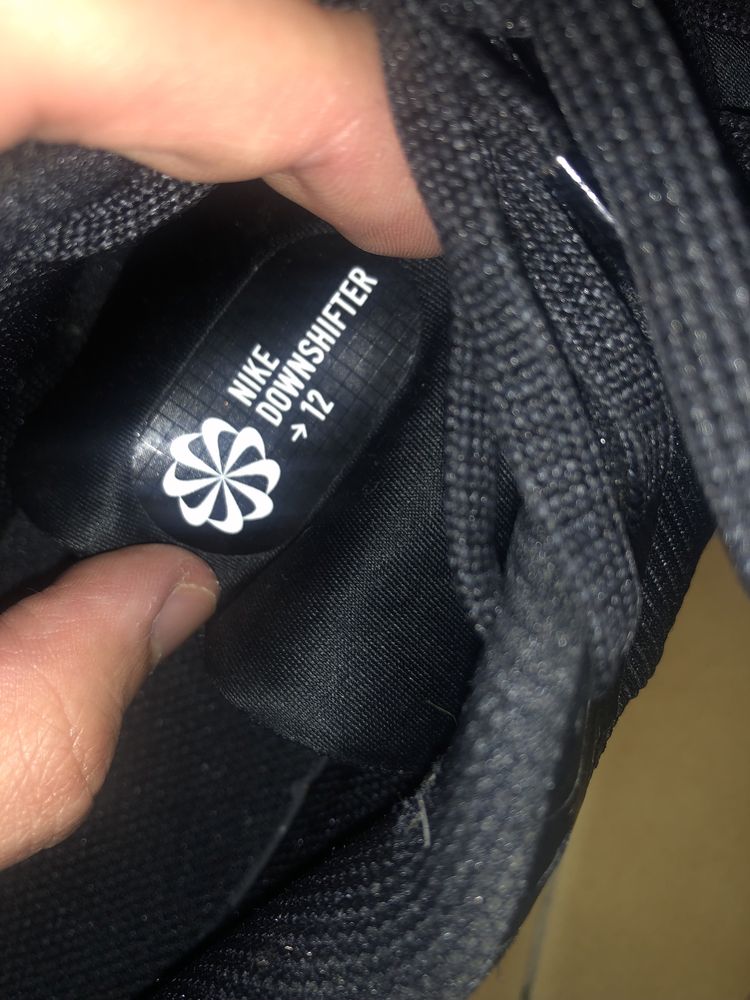 NIKE
DOWNSHIFTER
→ 12